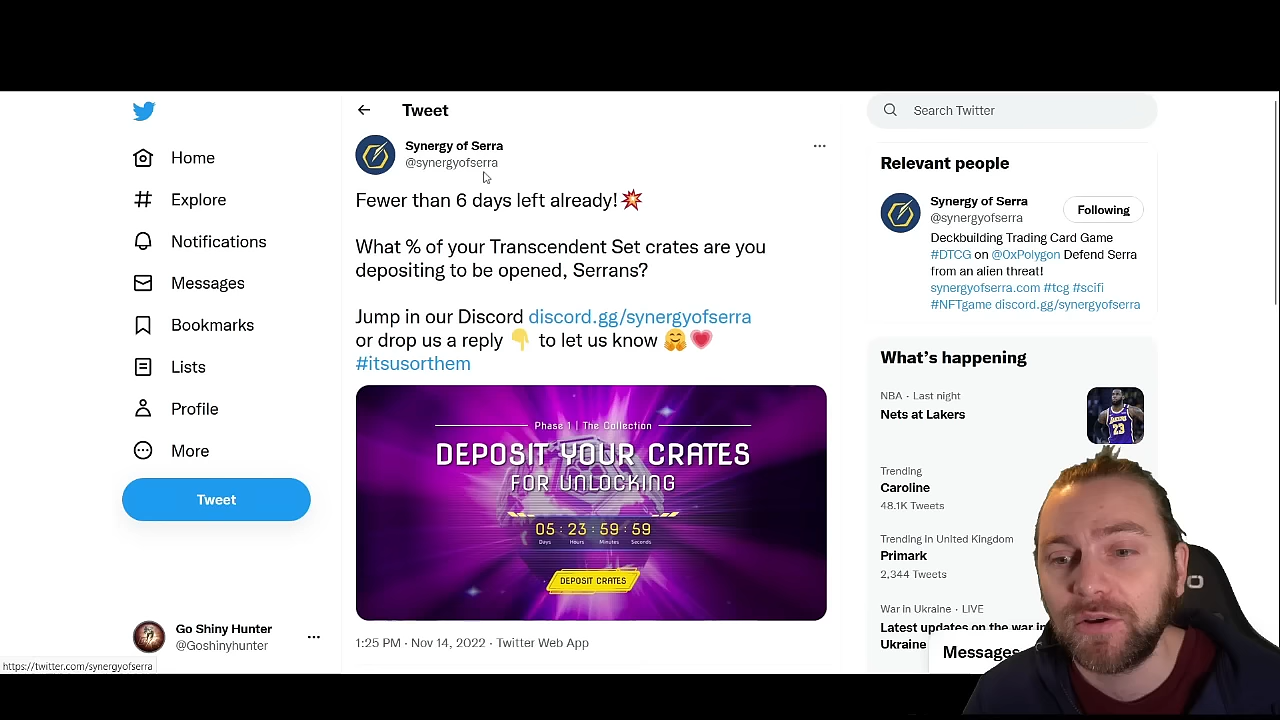 Home
Explore
Notifications
Messages
Bookmarks
Lists
Profile
More
Tweet
Go Shiny Hunter
@Goshinyhunter
https://twitter.com/synergyofserra
Tweet
Synergy of Serra
@synergyofserra
Fewer than 6 days left already!
What % of your Transcendent Set crates are you
depositing to be opened, Serrans?
Jump in our Discord discord.gg/synergyofserra
or drop us a reply 👇 to let us know 🤗💗
#itsusorthem
Phase 1 | The Collection
DEPOSIT YOUR CRATES
FOR UNLOCKING
05 : 23 : 59 : 59
Days Hours Minutes Seconds
DEPOSIT CRATES
1:25 PM · Nov 14, 2022 · Twitter Web App
Search Twitter
Relevant people
Synergy of Serra
@synergyofserra
Following
Deckbuilding Trading Card Game
#DTCG on @0xPolygon Defend Serra
from an alien threat!
synergyofserra.com #tcg #scifi
#NFTgame discord.gg/synergyofserra
What's happening
NBA · Last night
Nets at Lakers
23
Trending
Caroline
48.1K Tweets
Trending in United Kingdom
Primark
2,344 Tweets
War in Ukraine · LIVE
Latest updates on the war in
Ukraine
Messages